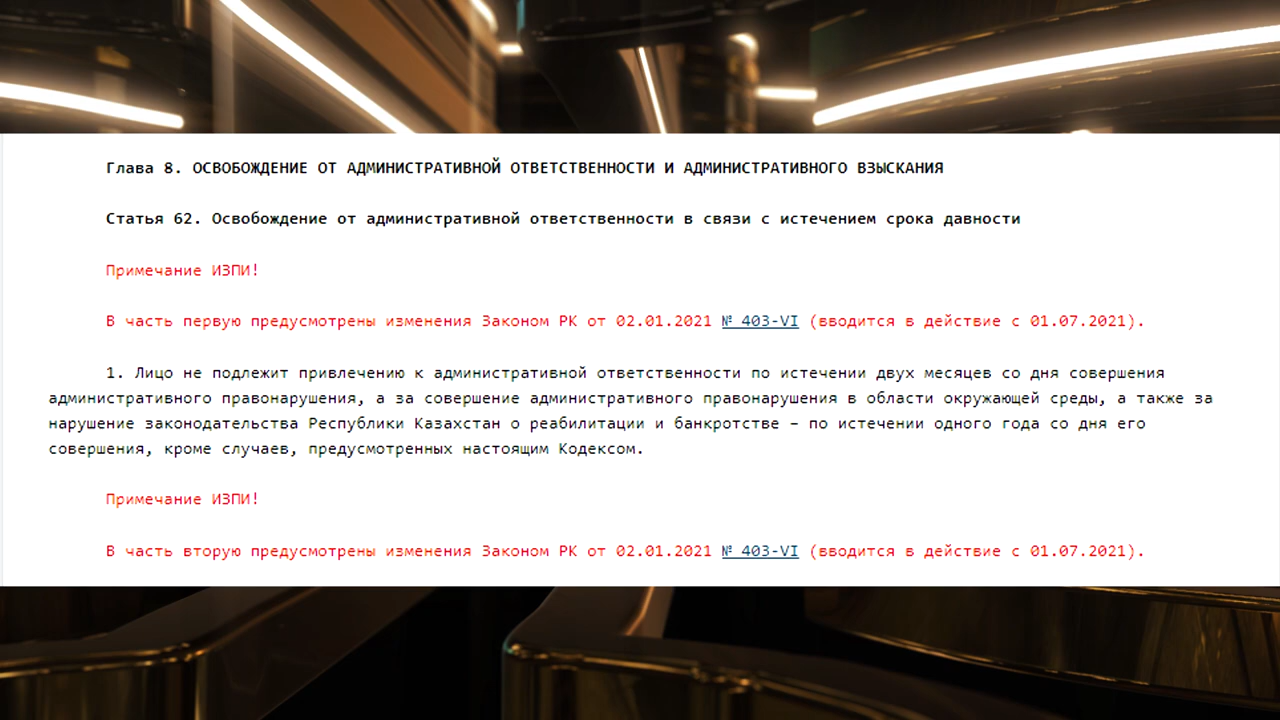 Глава 8. ОСВОБОЖДЕНИЕ ОТ АДМИНИСТРАТИВНОЙ ОТВЕТСТВЕННОСТИ И АДМИНИСТРАТИВНОГО ВЗЫСКАНИЯ
Статья 62. Освобождение от административной ответственности в связи с истечением срока давности
Примечание ИЗПИ!
В часть первую предусмотрены изменения Законом РК от 02.01.2021 № 403-VI (вводится в действие с 01.07.2021).
1. Лицо не подлежит привлечению к административной ответственности по истечении двух месяцев со дня совершения
административного правонарушения, а за совершение административного правонарушения в области окружающей среды, а также за
нарушение законодательства Республики Казахстан о реабилитации и банкротстве – по истечении одного года со дня его
совершения, кроме случаев, предусмотренных настоящим Кодексом.
Примечание ИЗПИ!
В часть вторую предусмотрены изменения Законом РК от 02.01.2021 № 403-VI (вводится в действие с 01.07.2021).